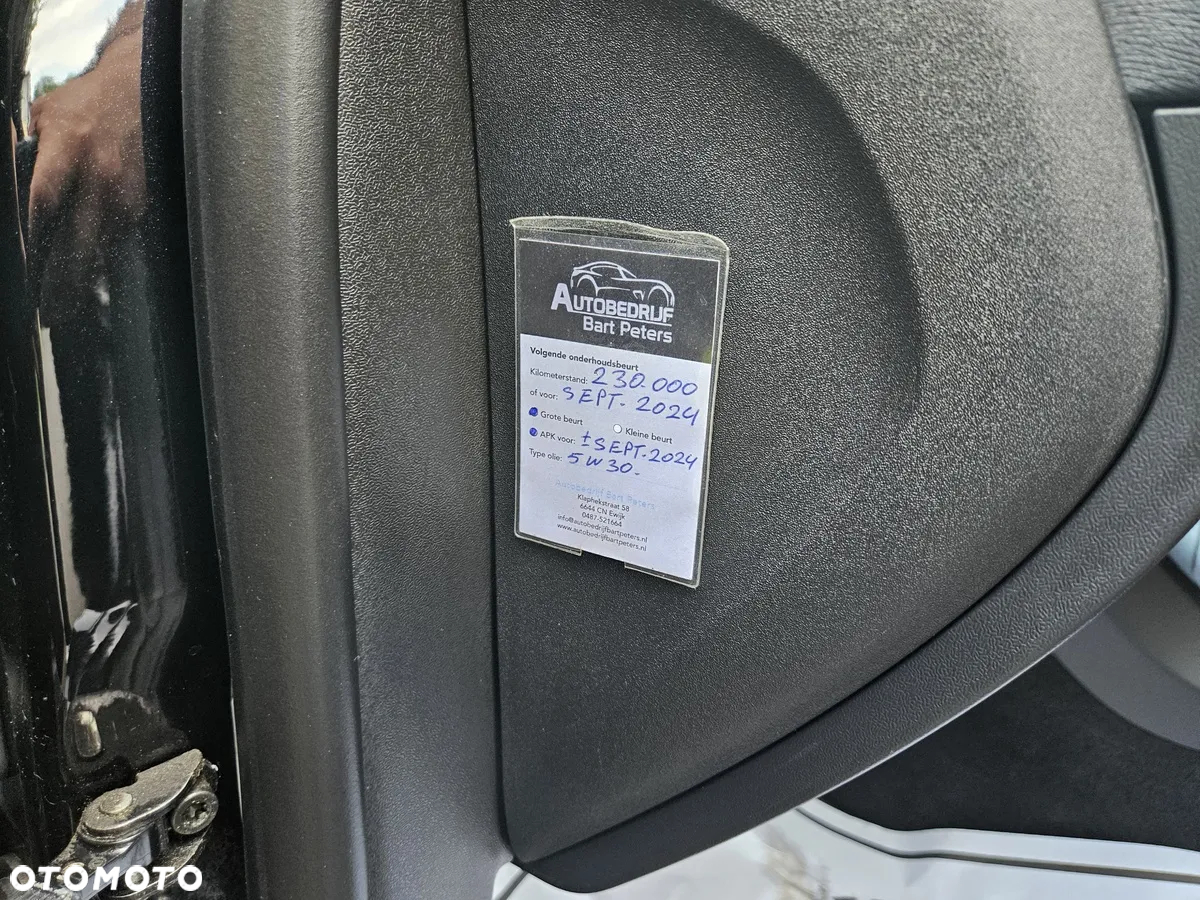 AUTOBEDRIJF
Bart Peters
Volgende onderhoudsbeurt
Kilometerstand: 230.000
of voor: SEPT. 2024
Grote beurt Kleine beurt
APK voor: ± SEPT. 2024
Type olie: 5W30.
Autobedrijf Bart Peters
Klaphekstraat 58
6644 CN Ewijk
0487-521664
info@autobedrijfbartpeters.nl
www.autobedrijfbartpeters.nl
OTOMOTO